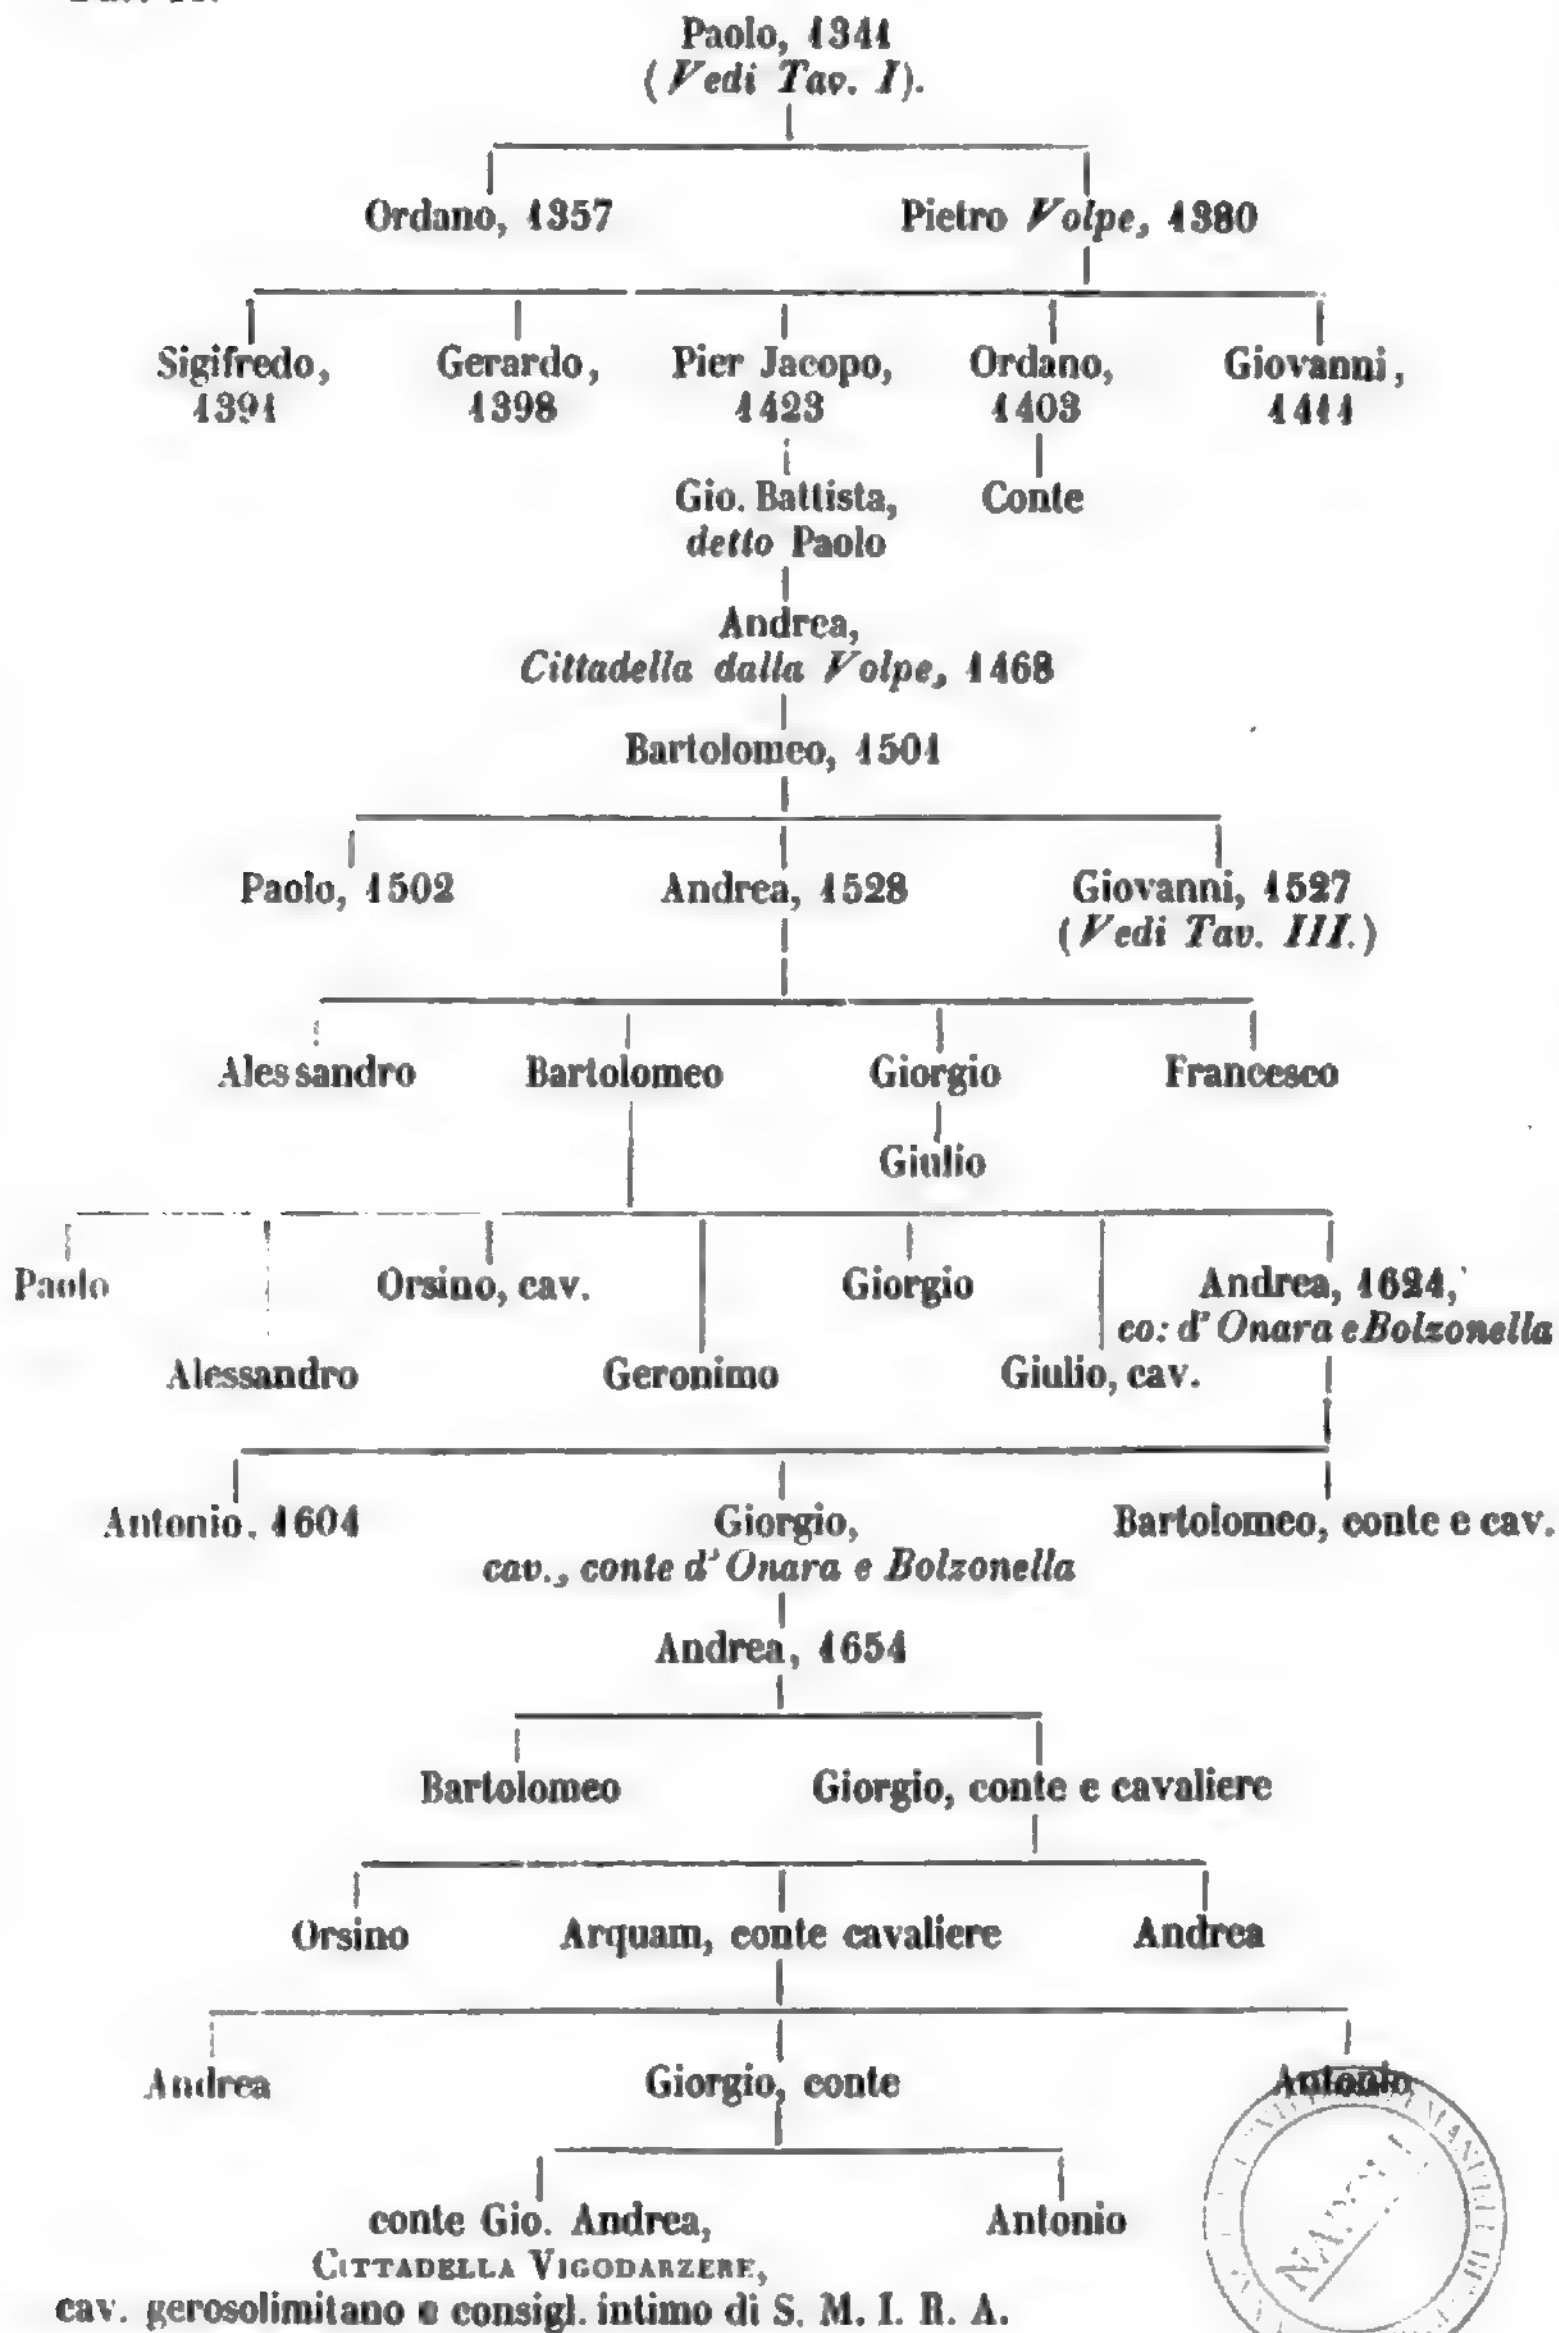 Paolo, 1341
(Vedi Tav. I).
Ordano, 1357 Pietro Volpe, 1380
Sigifredo, Gerardo, Pier Jacopo, Ordano, Giovanni,
1391 1398 1423 1403 1411
Gio. Battista, Conte
detto Paolo
Andrea,
Cittadella dalla Volpe, 1468
Bartolomeo, 1501
Paolo, 1502 Andrea, 1528 Giovanni, 1527
(Vedi Tav. III.)
Alessandro Bartolomeo Giorgio Francesco
Giulio
Paolo Orsino, cav. Giorgio Andrea, 1624,
co: d' Onara e Bolzonella
Alessandro Geronimo Giulio, cav.
Antonio. 1604 Giorgio, Bartolomeo, conte e cav.
cav., conte d' Onara e Bolzonella
Andrea, 1654
Bartolomeo Giorgio, conte e cavaliere
Orsino Arquam, conte cavaliere Andrea
Andrea Giorgio, conte Antonio
conte Gio. Andrea, Antonio
CITTADELLA VIGODARZERE,
cav. gerosolimitano e consigl. intimo di S. M. I. R. A.
NAPOLI